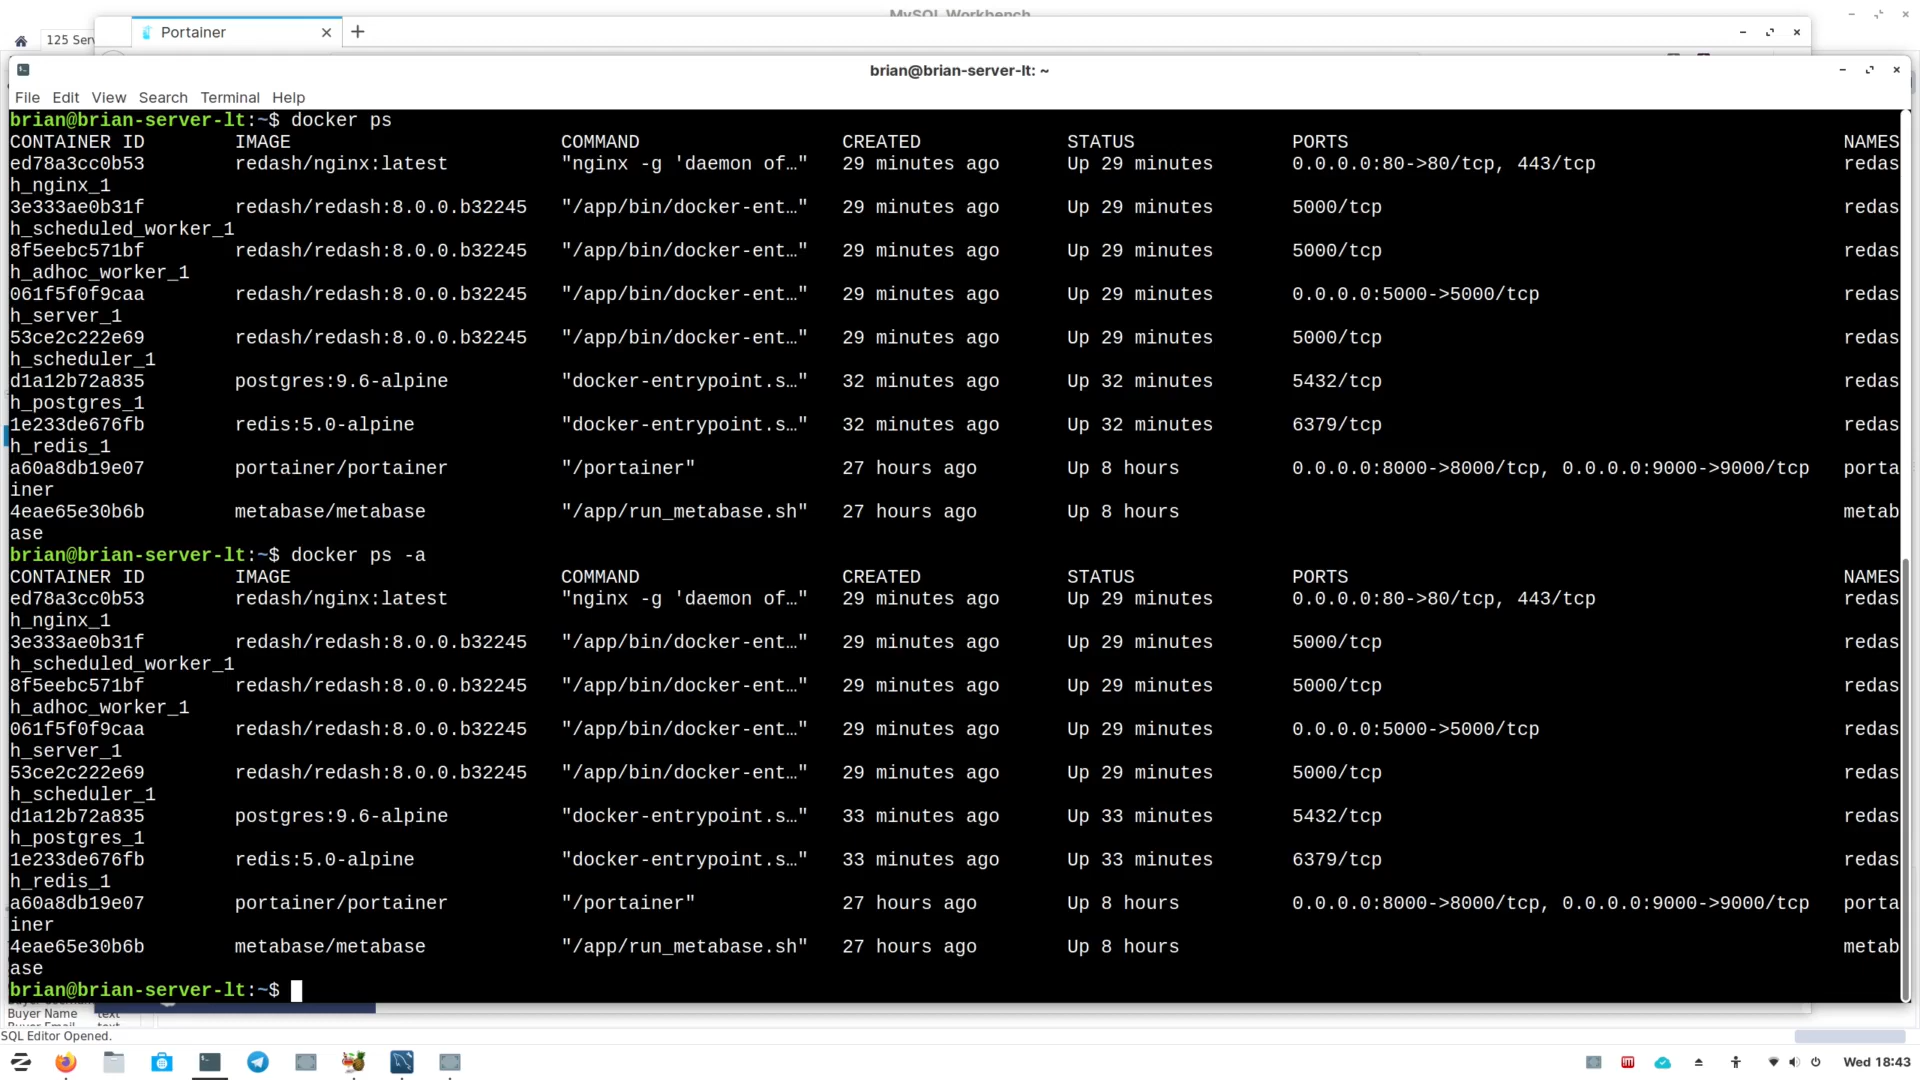 MySQL Workbench
125 Serv
Portainer
brian@brian-server-lt: ~
File Edit View Search Terminal Help
brian@brian-server-lt:~$ docker ps
CONTAINER ID IMAGE COMMAND CREATED STATUS PORTS NAMES
ed78a3cc0b53 redash/nginx:latest "nginx -g 'daemon of…" 29 minutes ago Up 29 minutes 0.0.0.0:80->80/tcp, 443/tcp redas
h_nginx_1
3e333ae0b31f redash/redash:8.0.0.b32245 "/app/bin/docker-ent…" 29 minutes ago Up 29 minutes 5000/tcp redas
h_scheduled_worker_1
8f5eebc571bf redash/redash:8.0.0.b32245 "/app/bin/docker-ent…" 29 minutes ago Up 29 minutes 5000/tcp redas
h_adhoc_worker_1
061f5f0f9caa redash/redash:8.0.0.b32245 "/app/bin/docker-ent…" 29 minutes ago Up 29 minutes 0.0.0.0:5000->5000/tcp redas
h_server_1
53ce2c222e69 redash/redash:8.0.0.b32245 "/app/bin/docker-ent…" 29 minutes ago Up 29 minutes 5000/tcp redas
h_scheduler_1
d1a12b72a835 postgres:9.6-alpine "docker-entrypoint.s…" 32 minutes ago Up 32 minutes 5432/tcp redas
h_postgres_1
1e233de676fb redis:5.0-alpine "docker-entrypoint.s…" 32 minutes ago Up 32 minutes 6379/tcp redas
h_redis_1
a60a8db19e07 portainer/portainer "/portainer" 27 hours ago Up 8 hours 0.0.0.0:8000->8000/tcp, 0.0.0.0:9000->9000/tcp porta
iner
4eae65e30b6b metabase/metabase "/app/run_metabase.sh" 27 hours ago Up 8 hours metab
ase
brian@brian-server-lt:~$ docker ps -a
CONTAINER ID IMAGE COMMAND CREATED STATUS PORTS NAMES
ed78a3cc0b53 redash/nginx:latest "nginx -g 'daemon of…" 29 minutes ago Up 29 minutes 0.0.0.0:80->80/tcp, 443/tcp redas
h_nginx_1
3e333ae0b31f redash/redash:8.0.0.b32245 "/app/bin/docker-ent…" 29 minutes ago Up 29 minutes 5000/tcp redas
h_scheduled_worker_1
8f5eebc571bf redash/redash:8.0.0.b32245 "/app/bin/docker-ent…" 29 minutes ago Up 29 minutes 5000/tcp redas
h_adhoc_worker_1
061f5f0f9caa redash/redash:8.0.0.b32245 "/app/bin/docker-ent…" 29 minutes ago Up 29 minutes 0.0.0.0:5000->5000/tcp redas
h_server_1
53ce2c222e69 redash/redash:8.0.0.b32245 "/app/bin/docker-ent…" 29 minutes ago Up 29 minutes 5000/tcp redas
h_scheduler_1
d1a12b72a835 postgres:9.6-alpine "docker-entrypoint.s…" 33 minutes ago Up 33 minutes 5432/tcp redas
h_postgres_1
1e233de676fb redis:5.0-alpine "docker-entrypoint.s…" 33 minutes ago Up 33 minutes 6379/tcp redas
h_redis_1
a60a8db19e07 portainer/portainer "/portainer" 27 hours ago Up 8 hours 0.0.0.0:8000->8000/tcp, 0.0.0.0:9000->9000/tcp porta
iner
4eae65e30b6b metabase/metabase "/app/run_metabase.sh" 27 hours ago Up 8 hours metab
ase
brian@brian-server-lt:~$
Buyer Name text
SQL Editor Opened.
Wed 18:43